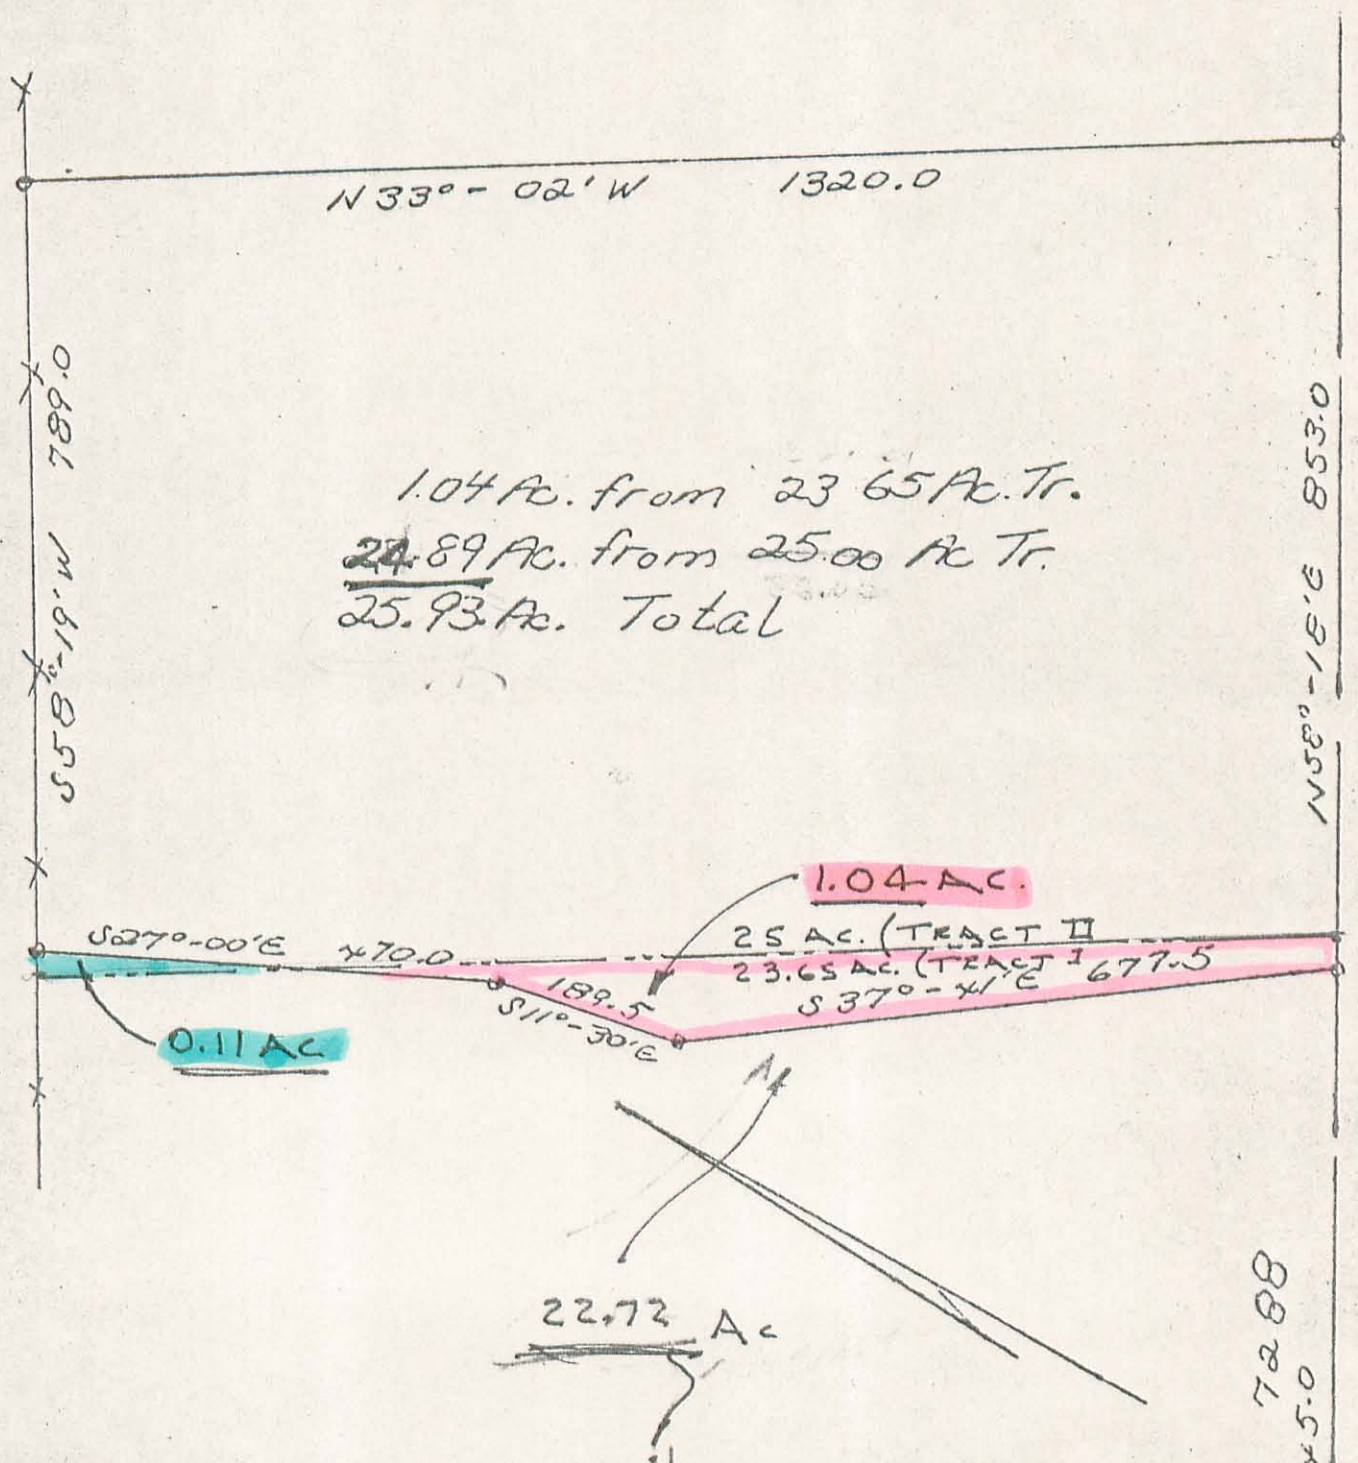 N33°-02'W 1320.0
S58°-19'W 789.0
N58°-18'E 853.0
1.04 Ac. from 23 65 Ac. Tr.
24.89 Ac. from 25.00 Ac Tr.
25.93 Ac. Total
1.04 AC.
25 AC. (TRACT II
23.65 AC. (TRACT I
S27°-00'E 470.0
189.5
S11°-30'E
S37°-41'E 677.5
0.11 AC
22.72 Ac
7288
45.0